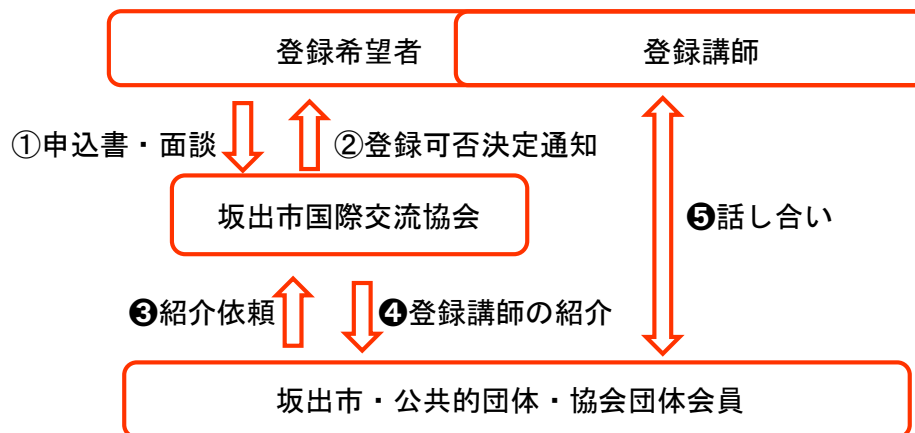 登録希望者
登録講師
①申込書・面談
②登録可否決定通知
坂出市国際交流協会
❺話し合い
❸紹介依頼
❹登録講師の紹介
坂出市・公共的団体・協会団体会員